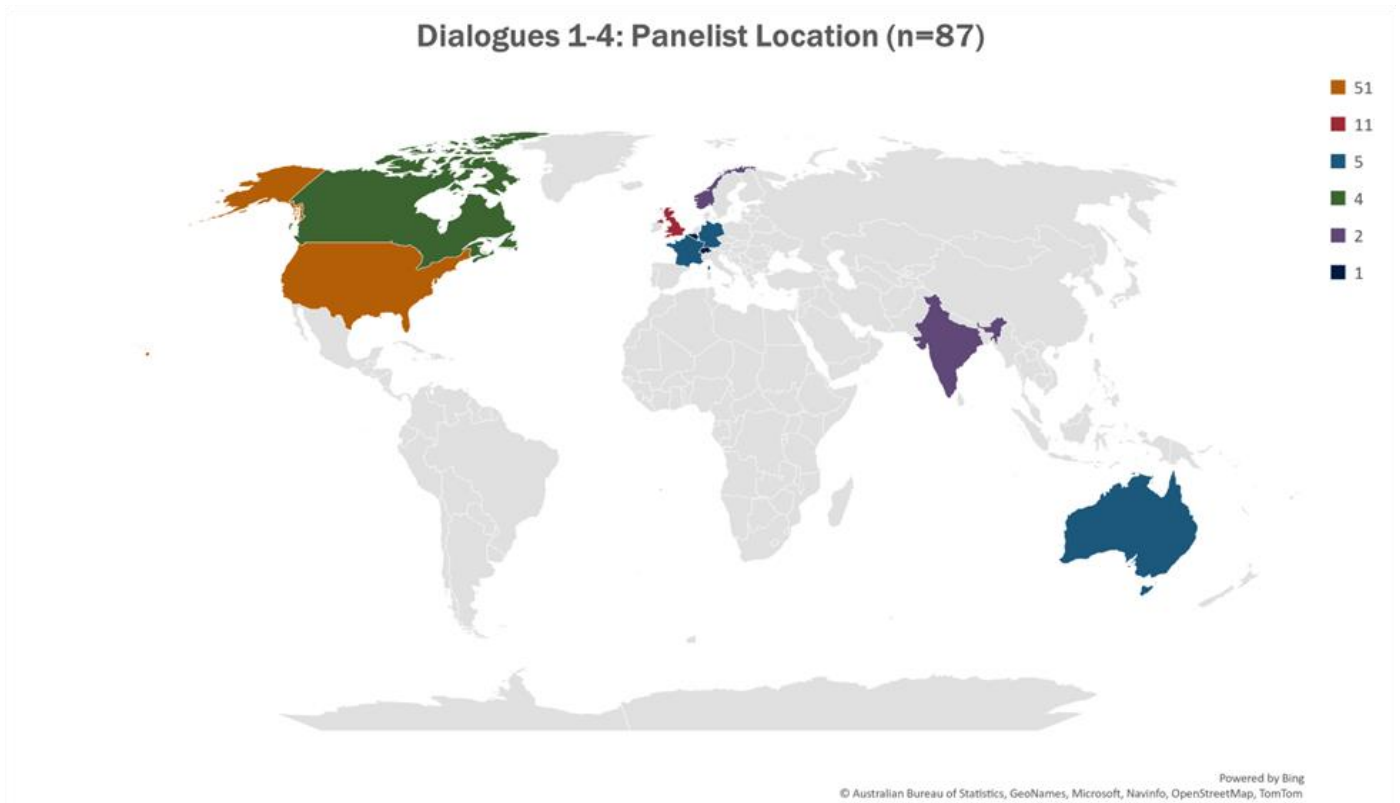 Dialogues 1-4: Panelist Location (n=87)
51
11
5
4
2
1
Powered by Bing
© Australian Bureau of Statistics, GeoNames, Microsoft, Navinfo, OpenStreetMap, TomTom